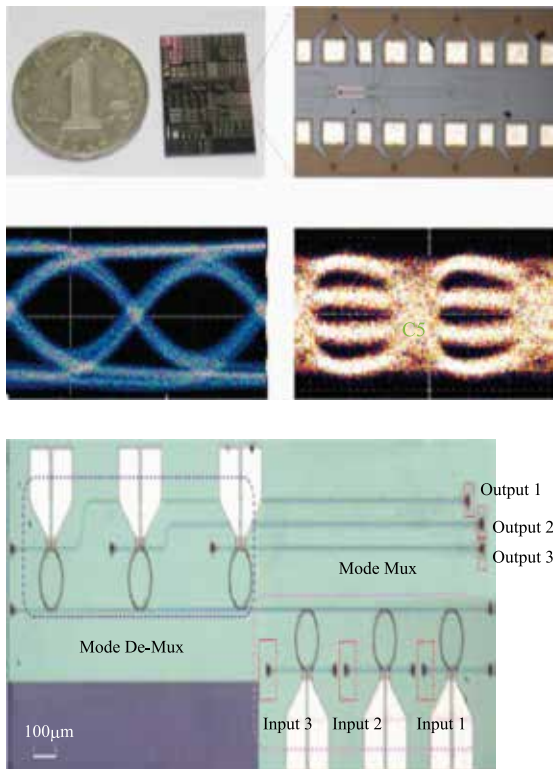 1
C5
Output 1
Output 2
Output 3
Mode Mux
Mode De-Mux
Input 3 Input 2 Input 1
100μm